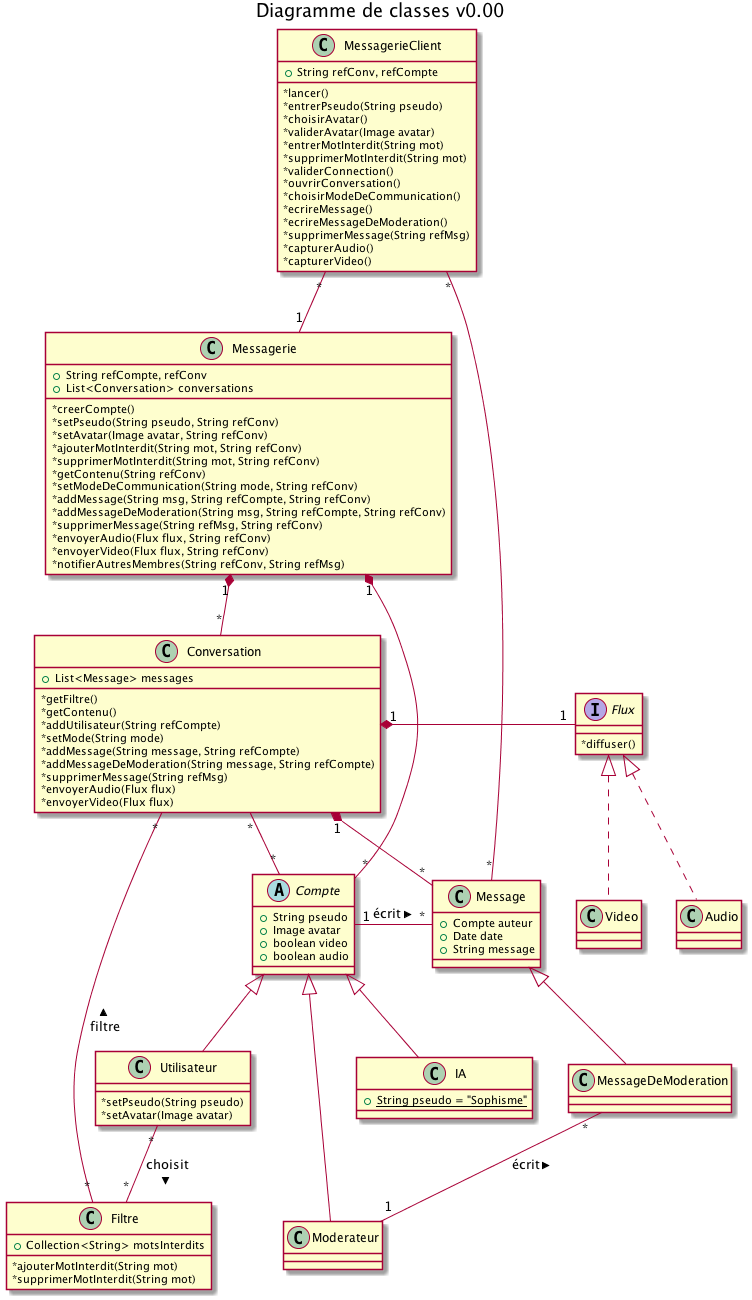 Diagramme de classes v0.00
C MessagerieClient
String refConv, refCompte
*lancer()
*entrerPseudo(String pseudo)
*choisirAvatar()
*validerAvatar(Image avatar)
*entrerMotInterdit(String mot)
*supprimerMotInterdit(String mot)
*validerConnection()
*ouvrirConversation()
*choisirModeDeCommunication()
*ecrireMessage()
*ecrireMessageDeModeration()
*supprimerMessage(String refMsg)
*capturerAudio()
*capturerVideo()
* *
1
C Messagerie
String refCompte, refConv
List<Conversation> conversations
*creerCompte()
*setPseudo(String pseudo, String refConv)
*setAvatar(Image avatar, String refConv)
*ajouterMotInterdit(String mot, String refConv)
*supprimerMotInterdit(String mot, String refConv)
*getContenu(String refConv)
*setModeDeCommunication(String mode, String refConv)
*addMessage(String msg, String refCompte, String refConv)
*addMessageDeModeration(String msg, String refCompte, String refConv)
*supprimerMessage(String refMsg, String refConv)
*envoyerAudio(Flux flux, String refConv)
*envoyerVideo(Flux flux, String refConv)
*notifierAutresMembres(String refConv, String refMsg)
1 1
*
C Conversation
List<Message> messages
*getFiltre()
*getContenu()
*addUtilisateur(String refCompte)
*setMode(String mode)
*addMessage(String message, String refCompte)
*addMessageDeModeration(String message, String refCompte)
*supprimerMessage(String refMsg)
*envoyerAudio(Flux flux)
*envoyerVideo(Flux flux)
1 1
I Flux
*diffuser()
* * 1
* * * *
A Compte
String pseudo
Image avatar
boolean video
boolean audio
1 écrit *
C Message
Compte auteur
Date date
String message
C Video
C Audio
filtre
C Utilisateur
*setPseudo(String pseudo)
*setAvatar(Image avatar)
C IA
String pseudo = "Sophisme"
C MessageDeModeration
* *
choisit
écrit
* *
1
C Filtre
Collection<String> motsInterdits
*ajouterMotInterdit(String mot)
*supprimerMotInterdit(String mot)
C Moderateur